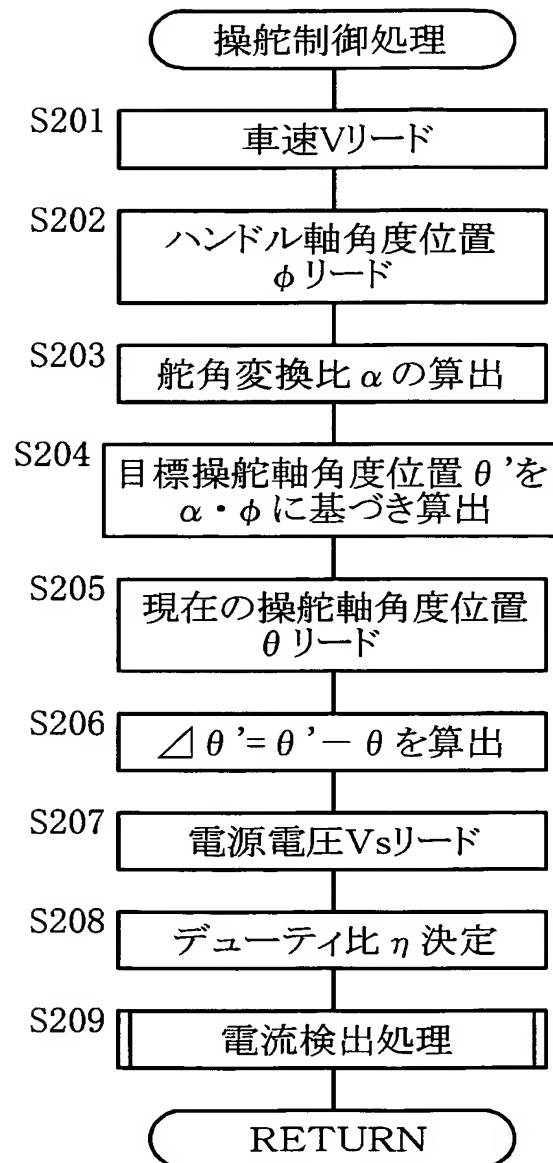 操舵制御処理
S201
車速Vリード
S202
ハンドル軸角度位置
φリード
S203
舵角変換比αの算出
S204
目標操舵軸角度位置θ'を
α・φに基づき算出
S205
現在の操舵軸角度位置
θリード
S206
⊿θ'=θ'−θを算出
S207
電源電圧Vsリード
S208
デューティ比η決定
S209
電流検出処理
RETURN